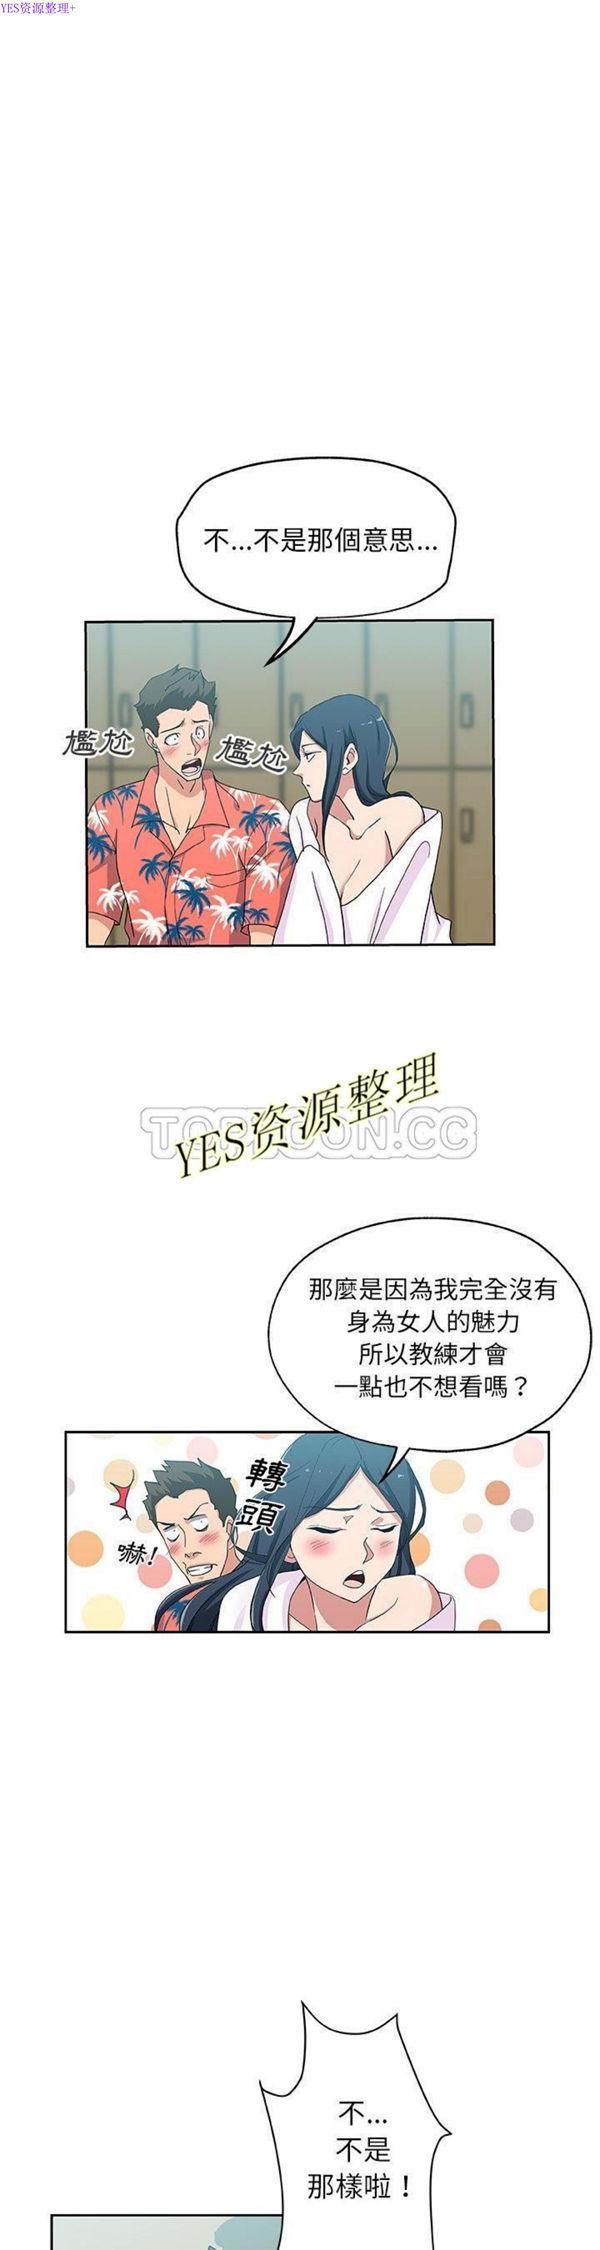 YES资源整理+
不...不是那個意思...
尷尬
尷尬
YES资源整理
TOPTOON.CC
那麼是因為我完全沒有
身為女人的魅力
所以教練才會
一點也不想看嗎？
轉頭
嚇!
不...
不是
那樣啦！